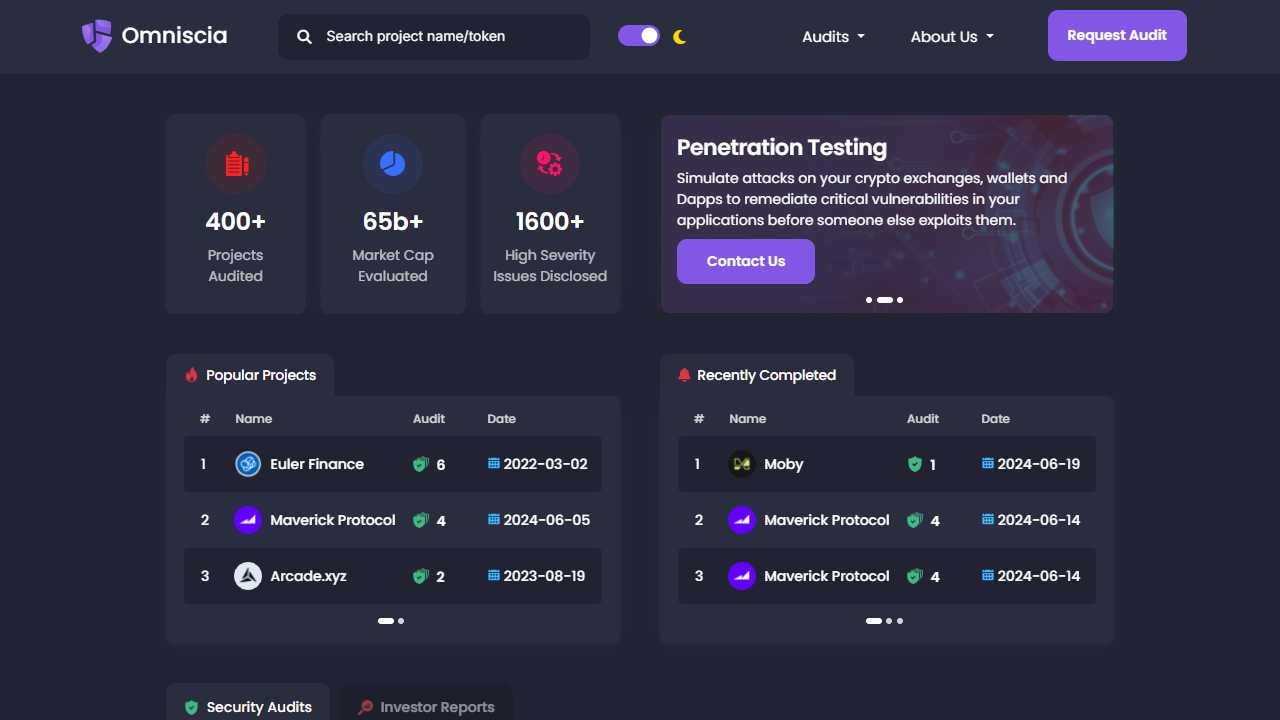 Omniscia
Search project name/token
Audits
About Us
Request Audit
400+
Projects
Audited
65b+
Market Cap
Evaluated
1600+
High Severity
Issues Disclosed
Penetration Testing
Simulate attacks on your crypto exchanges, wallets and
Dapps to remediate critical vulnerabilities in your
applications before someone else exploits them.
Contact Us
Popular Projects
# Name Audit Date
1 Euler Finance 6 2022-03-02
2 Maverick Protocol 4 2024-06-05
3 Arcade.xyz 2 2023-08-19
Recently Completed
# Name Audit Date
1 Moby 1 2024-06-19
2 Maverick Protocol 4 2024-06-14
3 Maverick Protocol 4 2024-06-14
Security Audits
Investor Reports